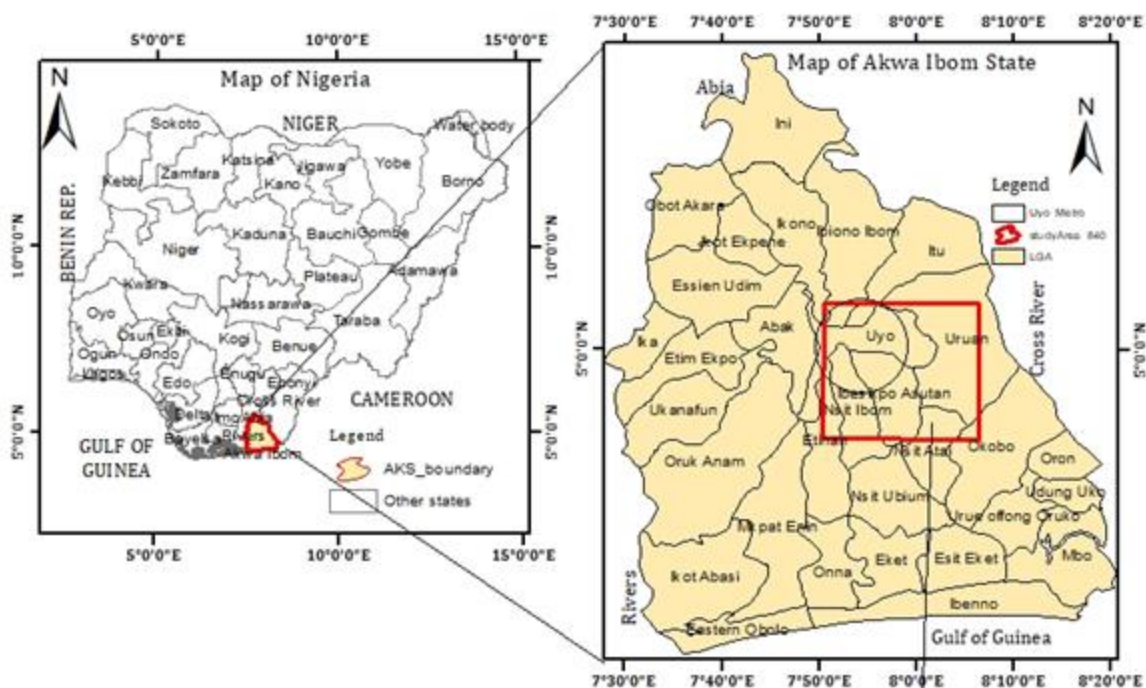 5°0'0"E 10°0'0"E 15°0'0"E
Map of Nigeria
N
Sokoto
NIGER
Water body
Katsina
Jigawa
Yobe
Zamfara
Kano
Kebbi
Borno
BENIN REP.
10°0'0"N
10°0'0"N
Kaduna
Bauchi
Gombe
Niger
Adamawa
Plateau
Kwara
Nassarawa
Oyo
Taraba
Osun
Ekiti
Kogi
Benue
Ogun
Ondo
Lagos
Edo
Enugu
Ebony
Cross River
CAMEROON
Delta
Imo
5°0'0"N
5°0'0"N
Rivers
Akwa Ibom
GULF OF
GUINEA
Legend
AKS_boundary
Other states
5°0'0"E 10°0'0"E 15°0'0"E
7°30'0"E 7°40'0"E 7°50'0"E 8°0'0"E 8°10'0"E 8°20'0"E
Map of Akwa Ibom State
Abia
N
Ini
Legend
Uyo Metro
studyArea 840
LGA
Obot Akara
Ikono
Ibiono Ibom
Ikot Ekpene
Itu
Essien Udim
Cross River
5°0'0"N
5°0'0"N
Ika
Abak
Uyo
Uruan
Etim Ekpo
Ibesikpo Asutan
Ukanafun
Nsit Ibom
Etinan
Nsit Atai
Okobo
Oruk Anam
Oron
Nsit Ubium
Udung Uko
Urue offong Oruko
Mkpat Enin
Mbo
Ikot Abasi
Onna
Eket
Esit Eket
Rivers
Ibenno
Eastern Obolo
Gulf of Guinea
7°30'0"E 7°40'0"E 7°50'0"E 8°0'0"E 8°10'0"E 8°20'0"E